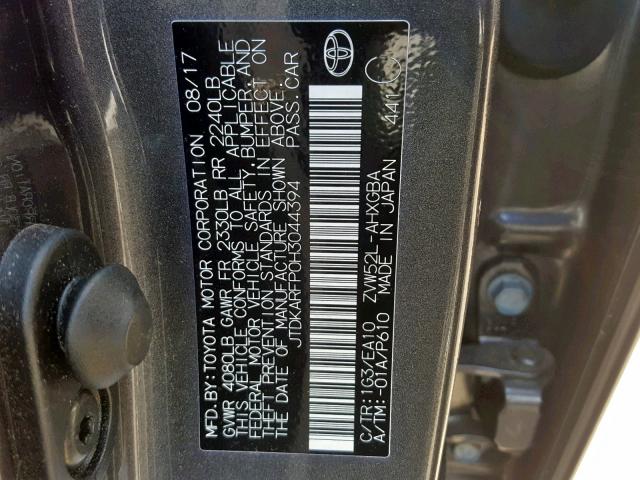 MFD.BY:TOYOTA MOTOR CORPORATION 08/17
GVWR 4080LB GAWR FR 2330LB RR 2240LB
THIS VEHICLE CONFORMS TO ALL APPLICABLE
FEDERAL MOTOR VEHICLE SAFETY, BUMPER, AND
THEFT PREVENTION STANDARDS IN EFFECT ON
THE DATE OF MANUFACTURE SHOWN ABOVE.
JTDKARFP0H3044394 PASS.CAR
C/TR:1G3/EA10 ZVW52L-AHXGBA
A/TM:-01A/P610 MADE IN JAPAN 441